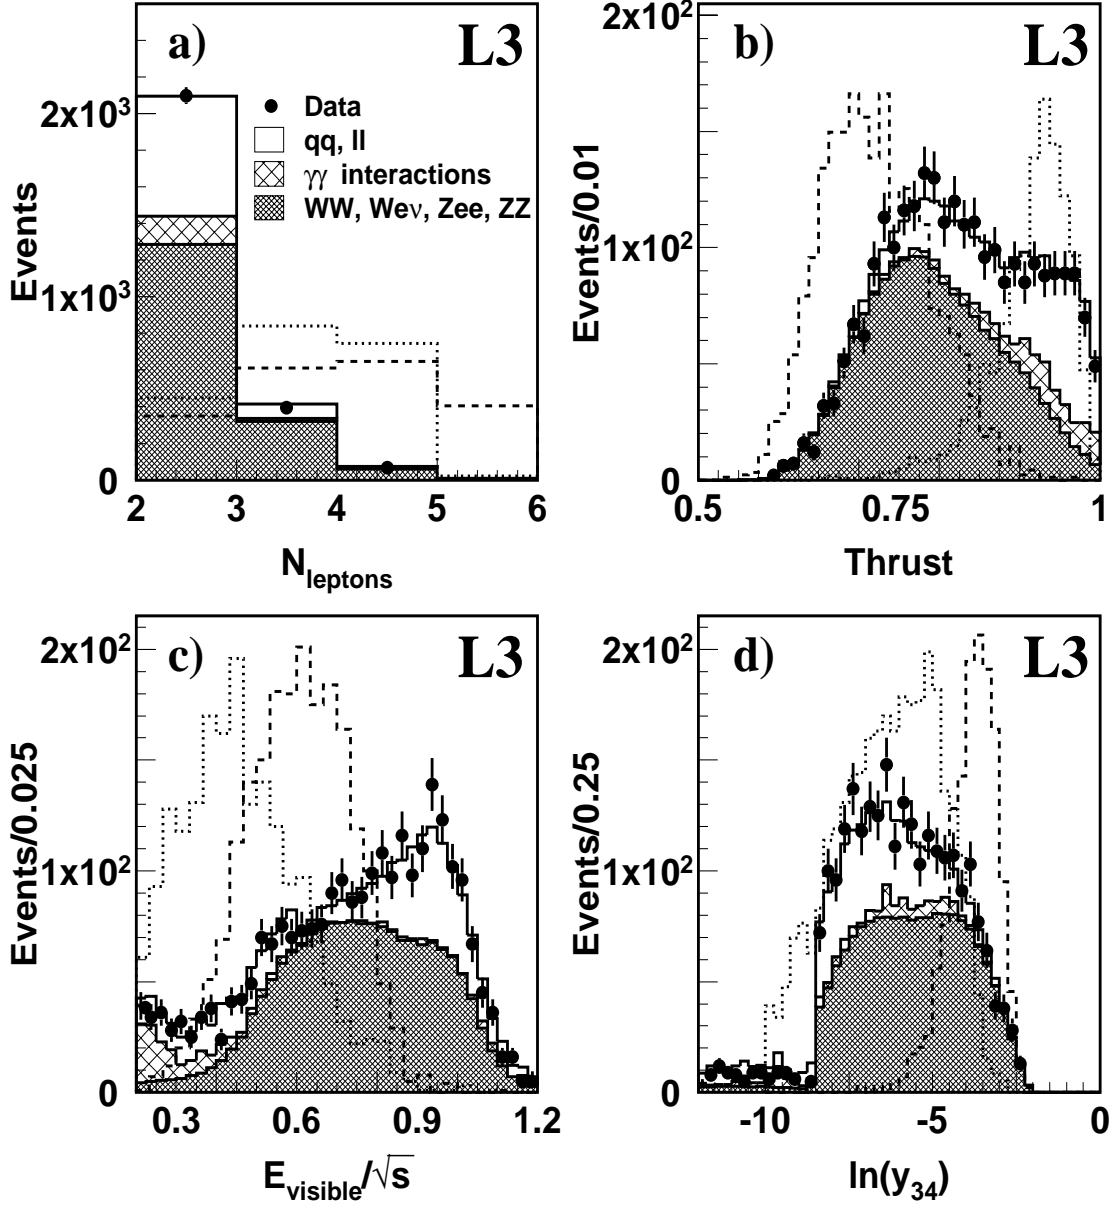 a)
L3
Events
2x10³
1x10³
0
Data
qq, ll
γγ interactions
WW, Weν, Zee, ZZ
2 3 4 5 6
N_leptons
b)
L3
Events/0.01
2x10²
1x10²
0
0.5 0.75 1
Thrust
c)
L3
Events/0.025
2x10²
1x10²
0
0.3 0.6 0.9 1.2
E_visible/√s
d)
L3
Events/0.25
2x10²
1x10²
0
-10 -5 0
ln(y_34)